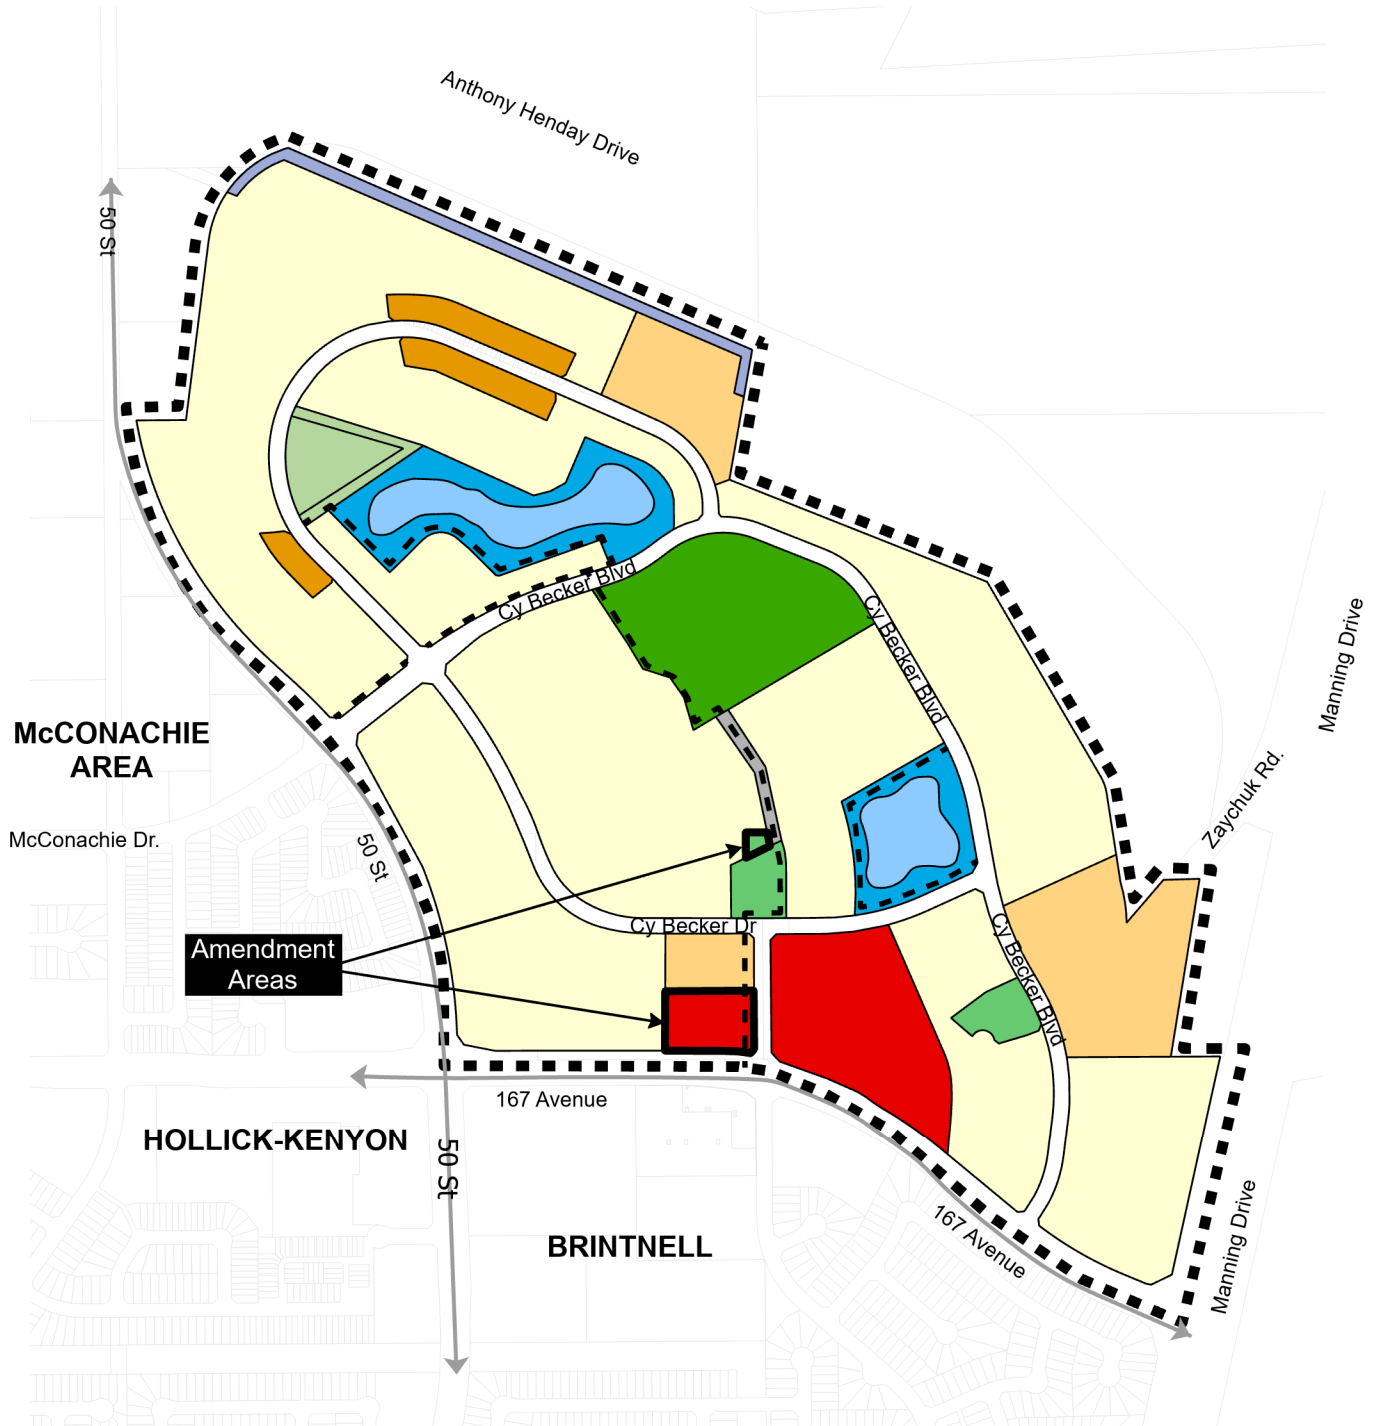 Anthony Henday Drive
50 St
Cy Becker Blvd
Cy Becker Blvd
Manning Drive
McCONACHIE
AREA
Zaychuk Rd.
McConachie Dr.
50 St
Cy Becker Dr
Amendment
Areas
Cy Becker Blvd
167 Avenue
HOLLICK-KENYON
50 St
BRINTNELL
167 Avenue
Manning Drive